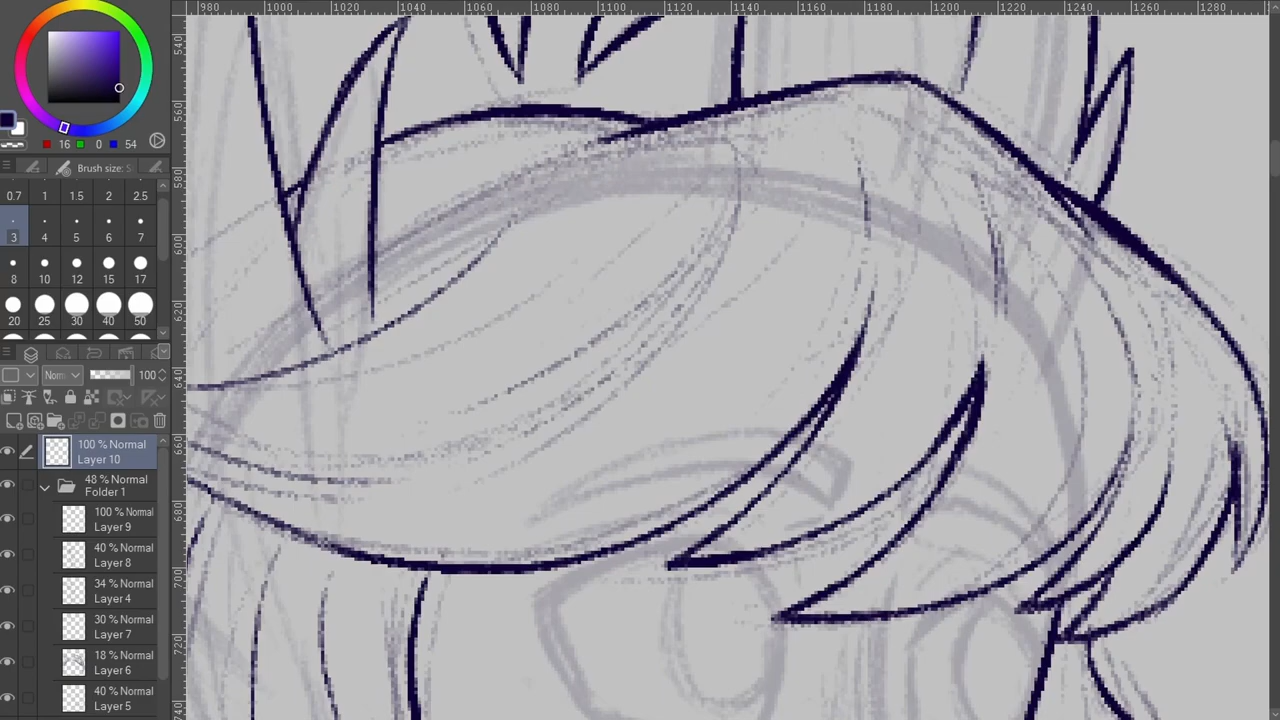 980 1000 1020 1040 1060 1080 1100 1120 1140 1160 1180 1200 1220 1240 1260 1280
540
560
580
600
620
640
660
680
700
720
740
16 0 54
Brush size: S
0.7 1 1.5 2 2.5
3 4 5 6 7
8 10 12 15 17
20 25 30 40 50
Norm 100
100 % Normal
Layer 10
48 % Normal
Folder 1
100 % Normal
Layer 9
40 % Normal
Layer 8
34 % Normal
Layer 4
30 % Normal
Layer 7
18 % Normal
Layer 6
40 % Normal
Layer 5